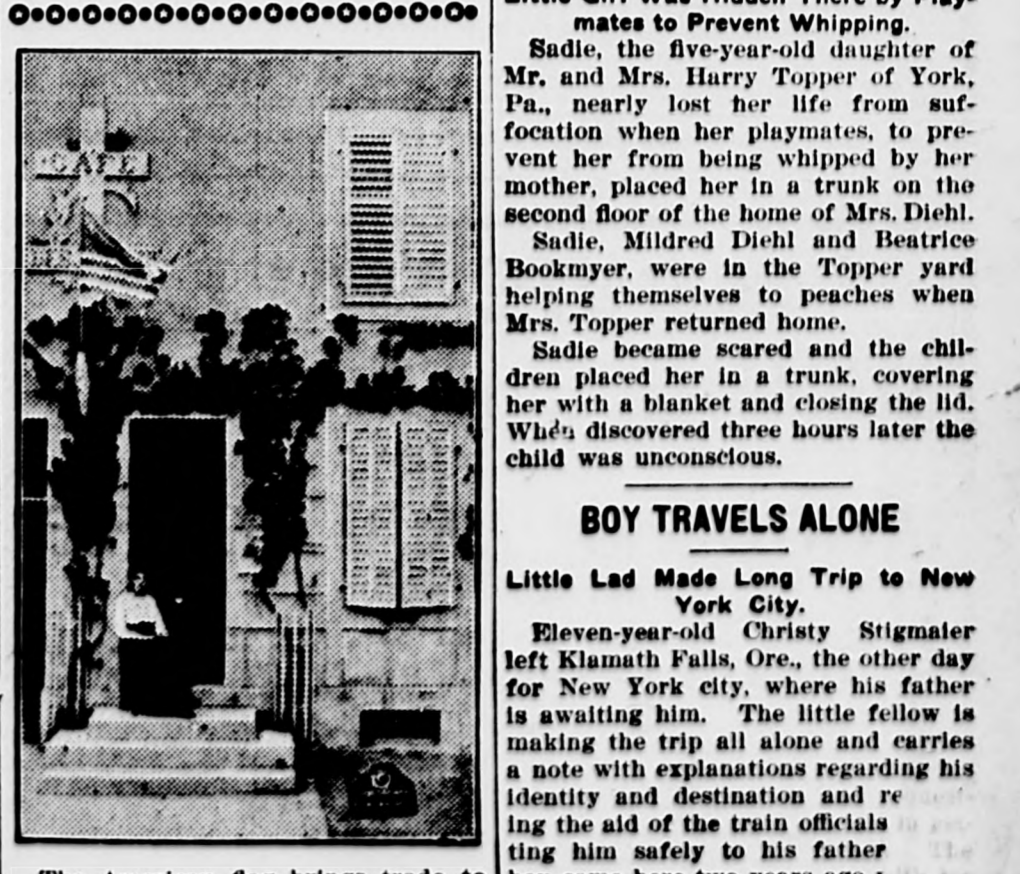 CAFE
mates to Prevent Whipping.
Sadie, the five-year-old daughter of
Mr. and Mrs. Harry Topper of York,
Pa., nearly lost her life from suf-
focation when her playmates, to pre-
vent her from being whipped by her
mother, placed her in a trunk on the
second floor of the home of Mrs. Diehl.
Sadie, Mildred Diehl and Beatrice
Bookmyer, were in the Topper yard
helping themselves to peaches when
Mrs. Topper returned home.
Sadie became scared and the chil-
dren placed her in a trunk, covering
her with a blanket and closing the lid.
When discovered three hours later the
child was unconscious.
BOY TRAVELS ALONE
Little Lad Made Long Trip to New
York City.
Eleven-year-old Christy Stigmaier
left Klamath Falls, Ore., the other day
for New York city, where his father
is awaiting him. The little fellow is
making the trip all alone and carries
a note with explanations regarding his
identity and destination and re
ing the aid of the train officials
ting him safely to his father